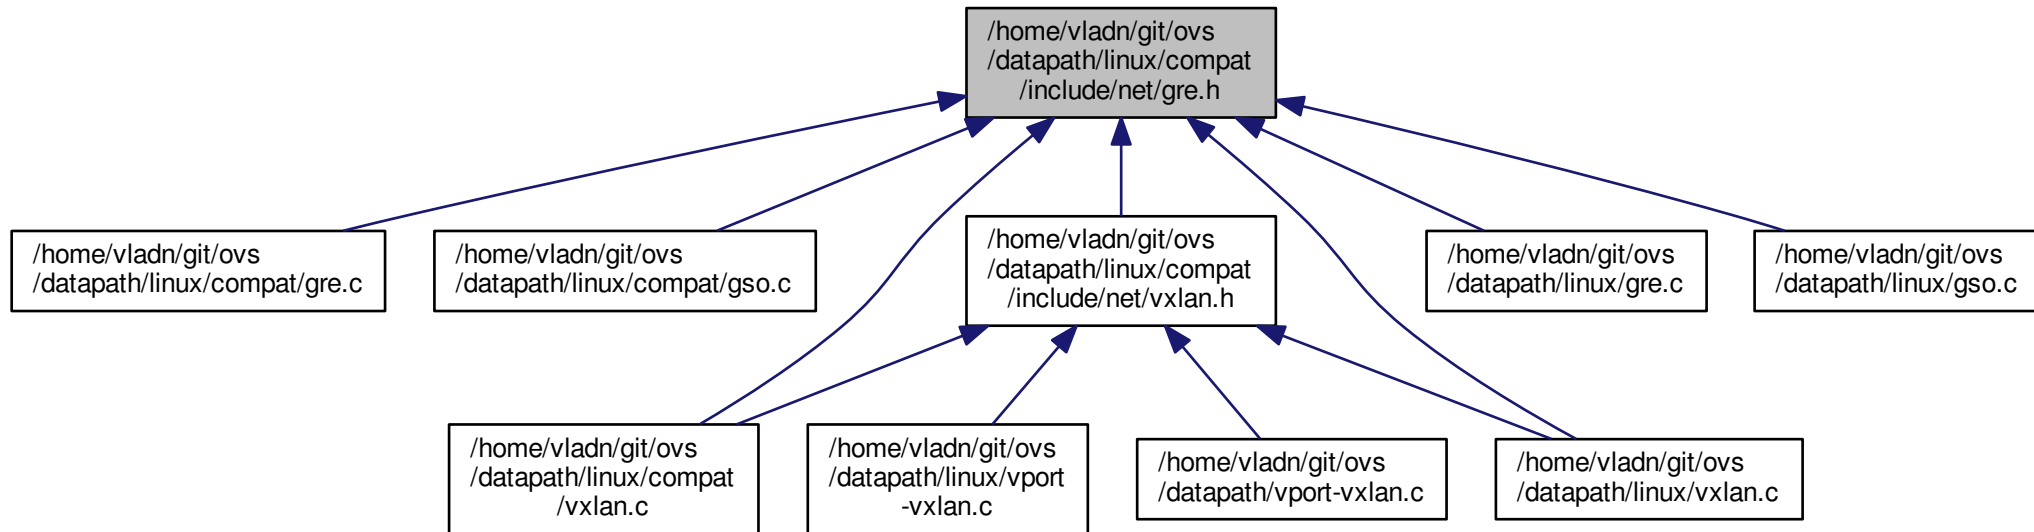 /home/vladn/git/ovs
/datapath/linux/compat
/include/net/gre.h
/home/vladn/git/ovs
/datapath/linux/compat/gre.c
/home/vladn/git/ovs
/datapath/linux/compat/gso.c
/home/vladn/git/ovs
/datapath/linux/compat
/include/net/vxlan.h
/home/vladn/git/ovs
/datapath/linux/gre.c
/home/vladn/git/ovs
/datapath/linux/gso.c
/home/vladn/git/ovs
/datapath/linux/compat
/vxlan.c
/home/vladn/git/ovs
/datapath/linux/vport
-vxlan.c
/home/vladn/git/ovs
/datapath/vport-vxlan.c
/home/vladn/git/ovs
/datapath/linux/vxlan.c